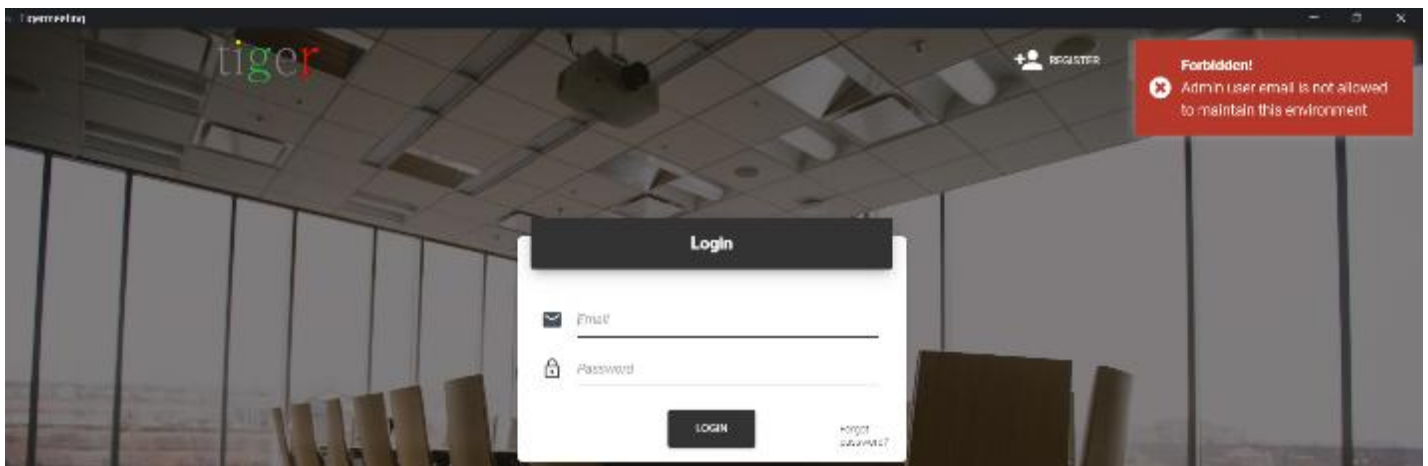 Tigermeeting
tiger
REGISTER
Forbidden!
Admin user email is not allowed
to maintain this environment
Login
Email
Password
LOGIN
Forgot
password?